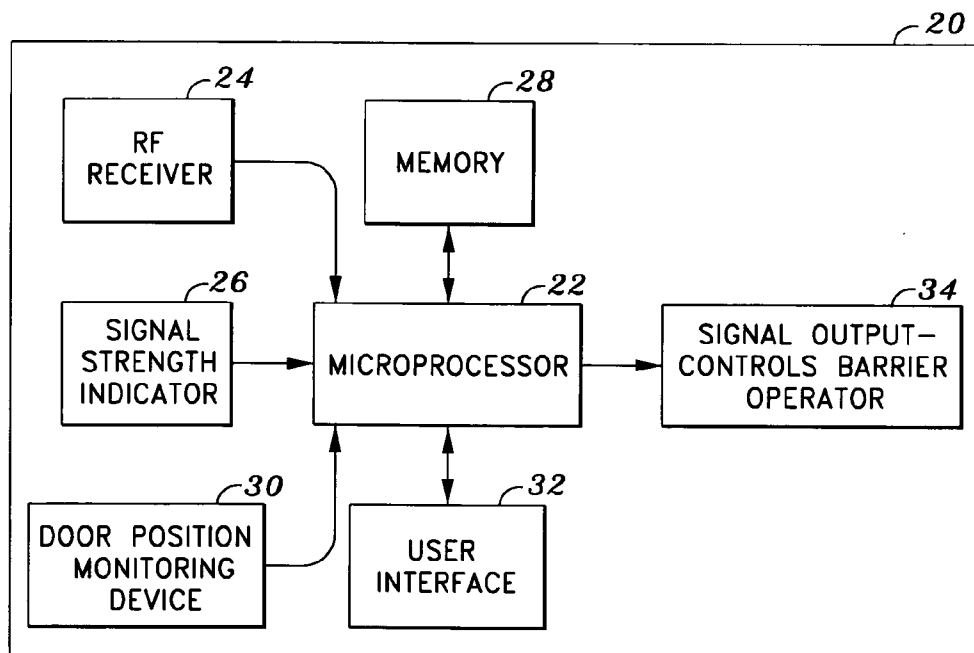 20
24
RF
RECEIVER
28
MEMORY
26
SIGNAL
STRENGTH
INDICATOR
22
MICROPROCESSOR
34
SIGNAL OUTPUT-
CONTROLS BARRIER
OPERATOR
30
DOOR POSITION
MONITORING
DEVICE
32
USER
INTERFACE